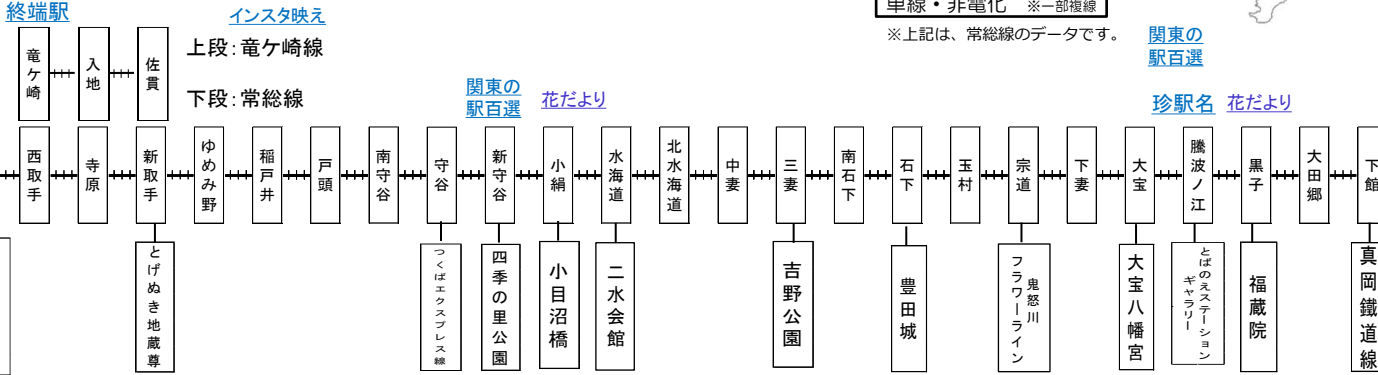 終端駅
インスタ映え
単線・非電化 ※一部複線
※上記は、常総線のデータです。
関東の
駅百選
上段:竜ケ崎線
下段:常総線
竜ケ崎
入地
佐貫
関東の
駅百選
花だより
珍駅名
花だより
西取手
寺原
新取手
ゆめみ野
稲戸井
戸頭
南守谷
守谷
新守谷
小絹
水海道
北水海道
中妻
三妻
南石下
石下
玉村
宗道
下妻
大宝
騰波ノ江
黒子
大田郷
下館
とげぬき地蔵尊
つくばエクスプレス線
四季の里公園
小目沼橋
二水会館
吉野公園
豊田城
鬼怒川
フラワーライン
大宝八幡宮
とばのえステーション
ギャラリー
福蔵院
真岡鐵道線